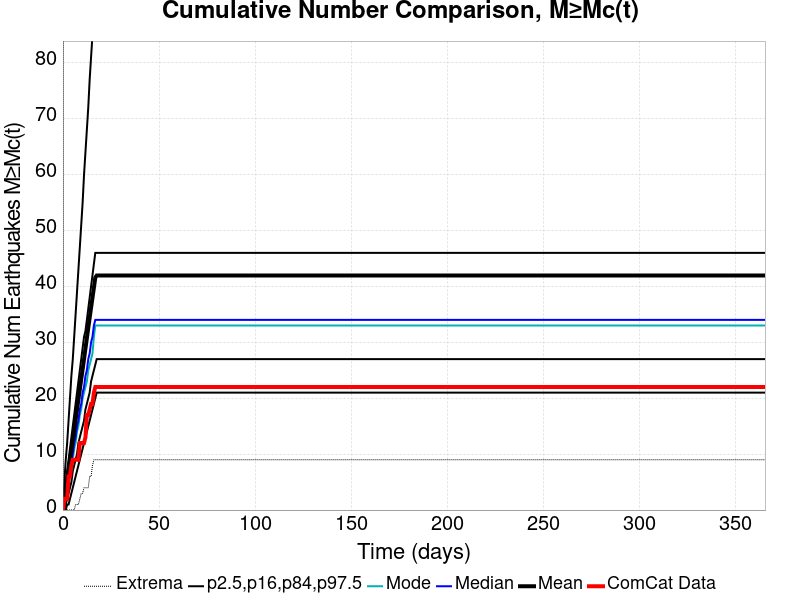 Cumulative Number Comparison, M≥Mc(t)
Cumulative Num Earthquakes M≥Mc(t)
80
70
60
50
40
30
20
10
0
0 50 100 150 200 250 300 350
Time (days)
Extrema p2.5,p16,p84,p97.5 Mode Median Mean ComCat Data